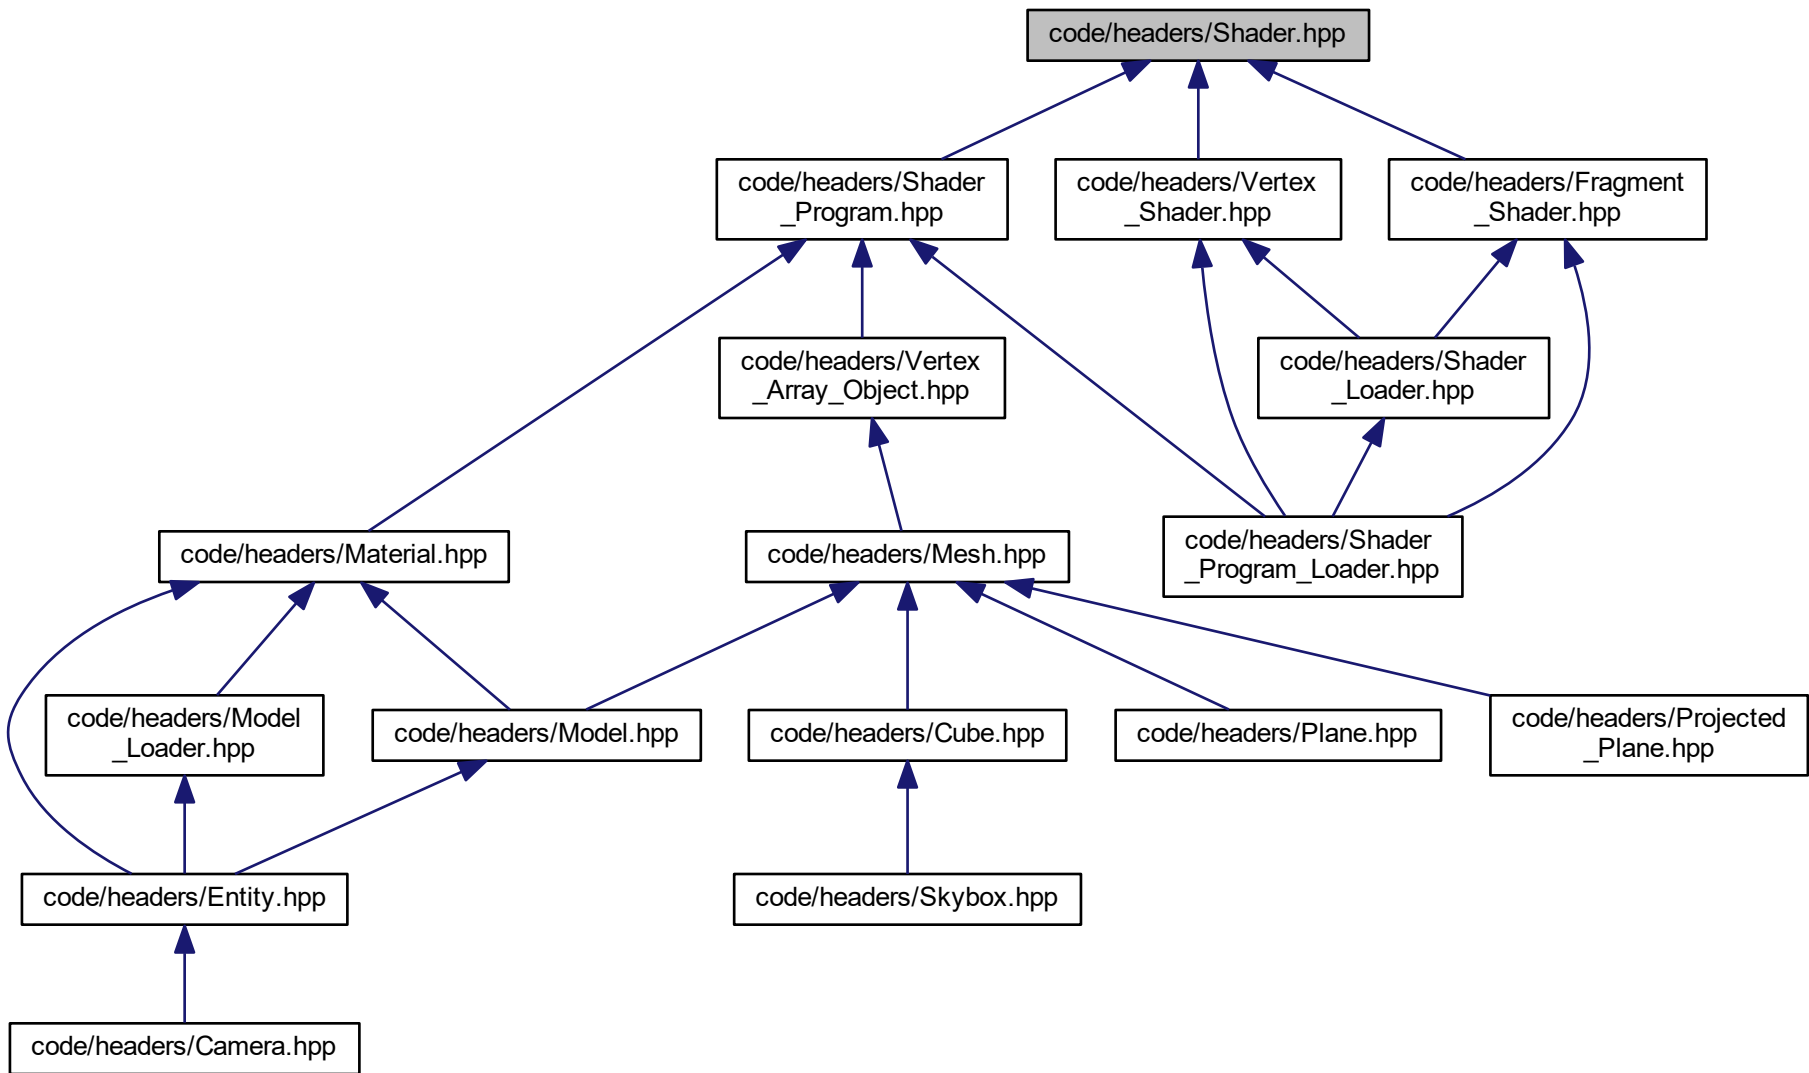 code/headers/Shader.hpp
code/headers/Shader
_Program.hpp
code/headers/Vertex
_Shader.hpp
code/headers/Fragment
_Shader.hpp
code/headers/Vertex
_Array_Object.hpp
code/headers/Shader
_Loader.hpp
code/headers/Material.hpp
code/headers/Mesh.hpp
code/headers/Shader
_Program_Loader.hpp
code/headers/Model
_Loader.hpp
code/headers/Model.hpp
code/headers/Cube.hpp
code/headers/Plane.hpp
code/headers/Projected
_Plane.hpp
code/headers/Entity.hpp
code/headers/Skybox.hpp
code/headers/Camera.hpp